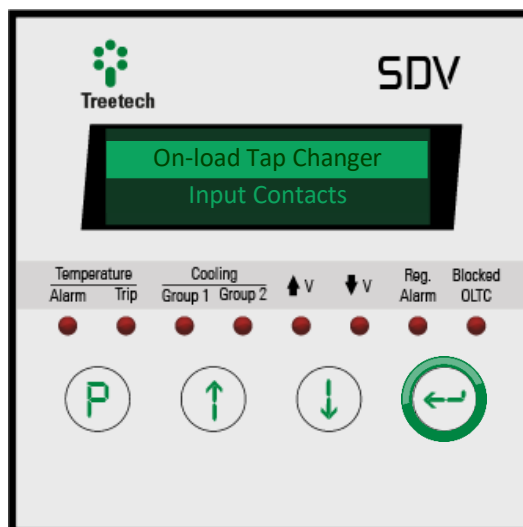 Treetech
SDV
On-load Tap Changer
Input Contacts
Temperature
Alarm Trip
Cooling
Group 1 Group 2
V
V
Reg.
Alarm
Blocked
OLTC
P